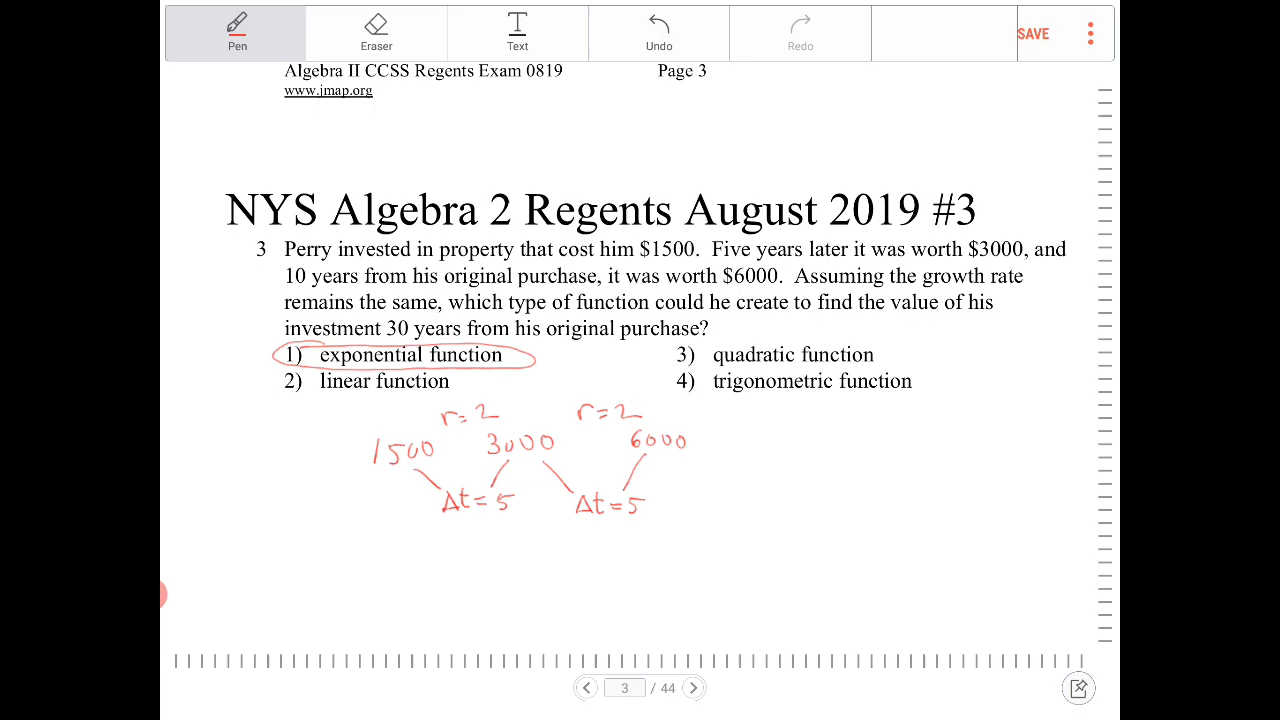 Pen
Eraser
Text
Undo
Redo
SAVE
Algebra II CCSS Regents Exam 0819 Page 3
www.jmap.org
NYS Algebra 2 Regents August 2019 #3
3 Perry invested in property that cost him $1500. Five years later it was worth $3000, and
10 years from his original purchase, it was worth $6000. Assuming the growth rate
remains the same, which type of function could he create to find the value of his
investment 30 years from his original purchase?
1) exponential function 3) quadratic function
2) linear function 4) trigonometric function
r=2 r=2
1500 3000 6000
Δt=5 Δt=5
3 / 44